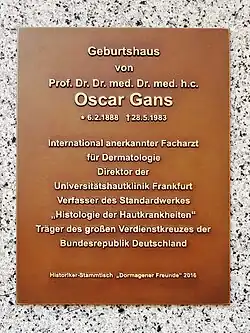 Geburtshaus
von
Prof. Dr. Dr. med. Dr. med. h.c.
Oscar Gans
* 6.2.1888 †28.5.1983
International anerkannter Facharzt
für Dermatologie
Direktor der
Universitätshautklinik Frankfurt
Verfasser des Standardwerkes
„Histologie der Hautkrankheiten“
Träger des großen Verdienstkreuzes der
Bundesrepublik Deutschland
Historiker-Stammtisch „Dormagener Freunde“ 2016